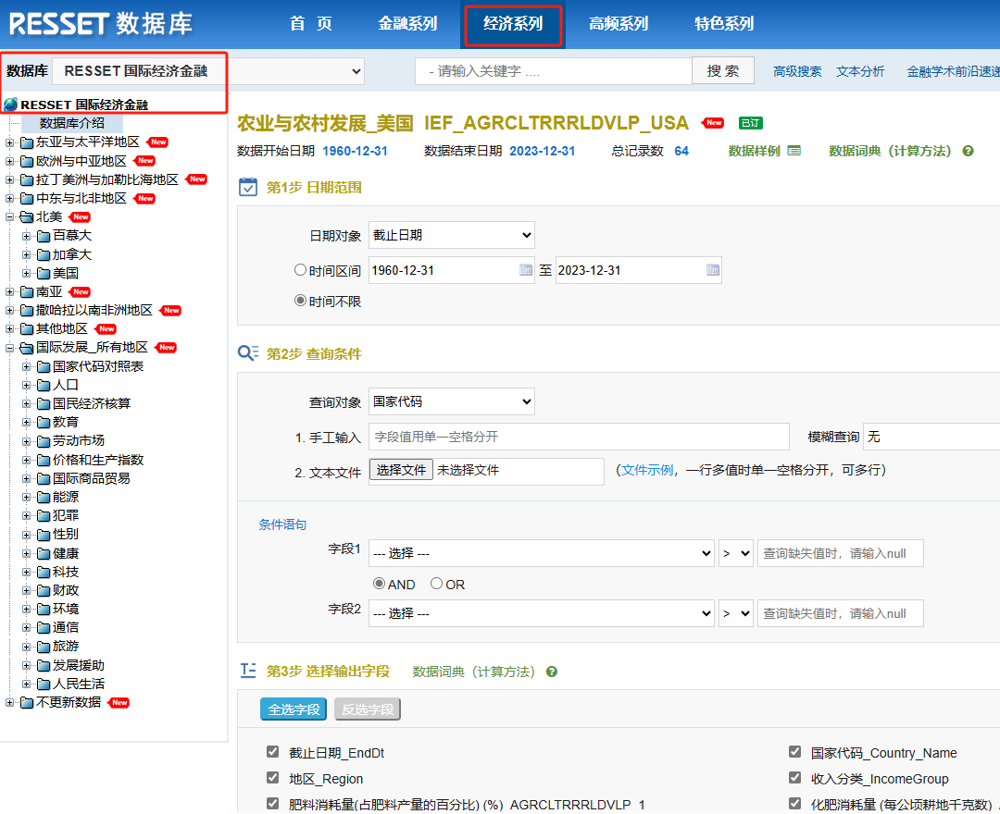 RESSET 数据库
首 页 金融系列 经济系列 高频系列 特色系列
数据库 RESSET 国际经济金融 - 请输入关键字 .... 搜 索 高级搜索 文本分析 金融学术前沿速递
RESSET 国际经济金融
数据库介绍
东亚与太平洋地区 New
欧洲与中亚地区 New
拉丁美洲与加勒比海地区 New
中东与北非地区 New
北美 New
百慕大
加拿大
美国
南亚 New
撒哈拉以南非洲地区 New
其他地区 New
国际发展_所有地区 New
国家代码对照表
人口
国民经济核算
教育
劳动市场
价格和生产指数
国际商品贸易
能源
犯罪
性别
健康
科技
财政
环境
通信
旅游
发展援助
人民生活
不更新数据 New
农业与农村发展_美国 IEF_AGRCLTRRRLDVLP_USA New 已订
数据开始日期 1960-12-31 数据结束日期 2023-12-31 总记录数 64 数据样例 数据词典（计算方法） ?
第1步 日期范围
日期对象 截止日期
时间区间 1960-12-31 至 2023-12-31
时间不限
第2步 查询条件
查询对象 国家代码
1. 手工输入 字段值用单一空格分开 模糊查询 无
2. 文本文件 选择文件 未选择文件 （文件示例，一行多值时单一空格分开，可多行）
条件语句
字段1 --- 选择 --- > 查询缺失值时，请输入null
AND OR
字段2 --- 选择 --- > 查询缺失值时，请输入null
第3步 选择输出字段 数据词典（计算方法） ?
全选字段 反选字段
截止日期_EndDt 国家代码_Country_Name
地区_Region 收入分类_IncomeGroup
肥料消耗量(占肥料产量的百分比) (%)_AGRCLTRRRLDVLP_1 化肥消耗量 (每公顷耕地千克数)